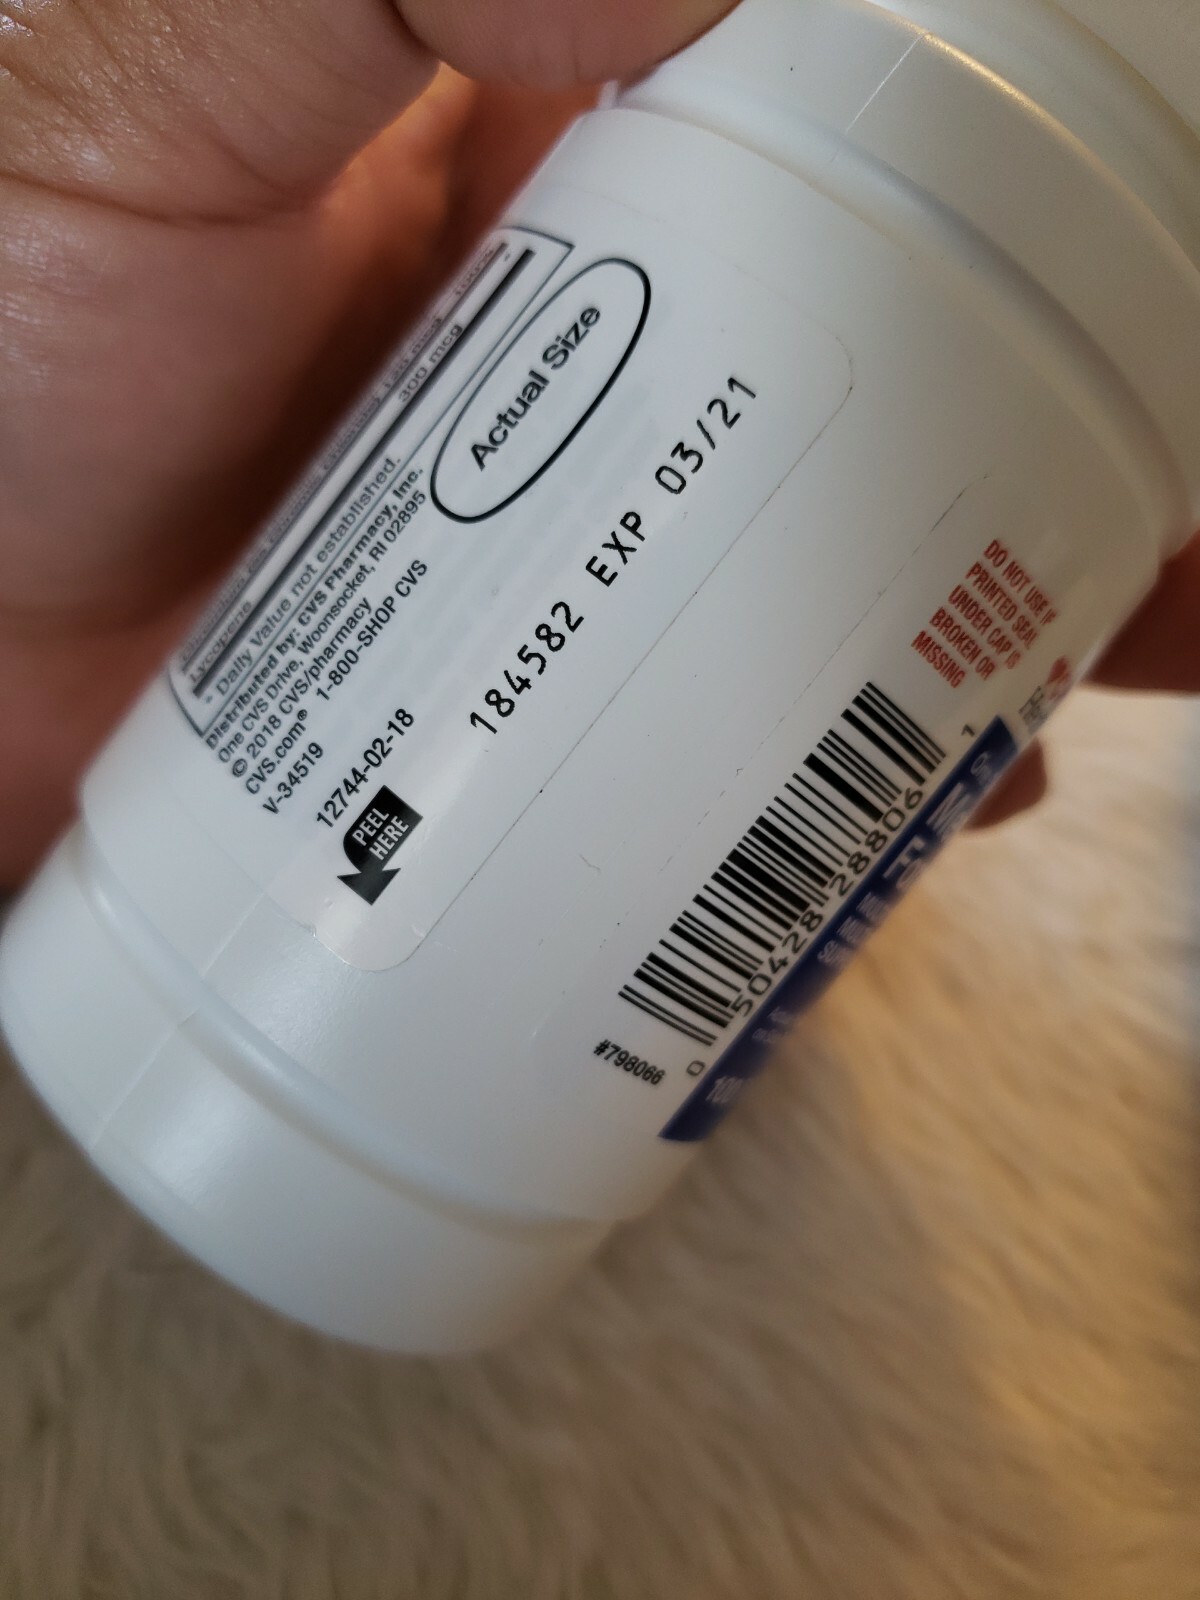 300 mcg
Lycopene
Daily Value not established.
Distributed by: CVS Pharmacy, Inc.
One CVS Drive, Woonsocket, RI 02895
© 2018 CVS/pharmacy
CVS.com® 1-800-SHOP CVS
V-34519
12744-02-18
PEEL
HERE
Actual Size
184582 EXP 03/21
DO NOT USE IF
PRINTED SEAL
UNDER CAP IS
BROKEN OR
MISSING.
0 50428 28806 1
#798066